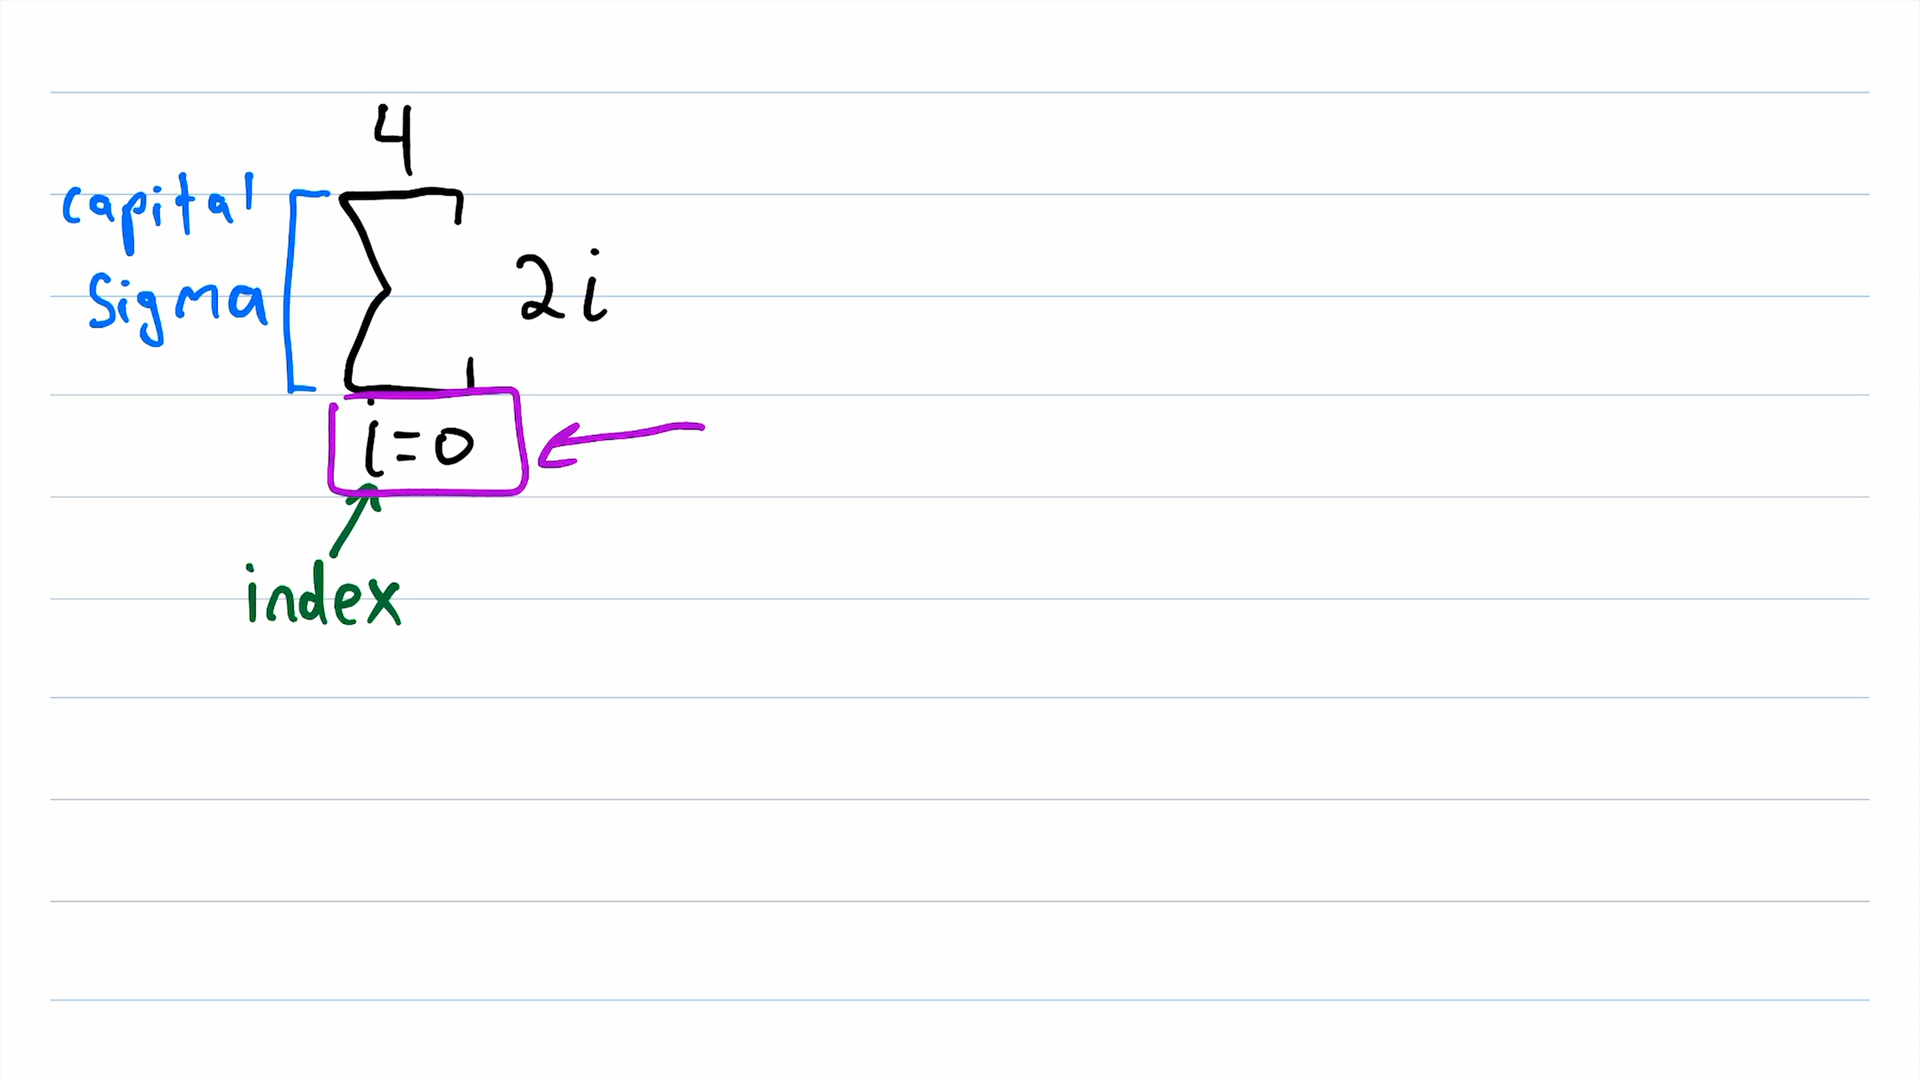 4
capital
Sigma
Σ 2i
i=0
index